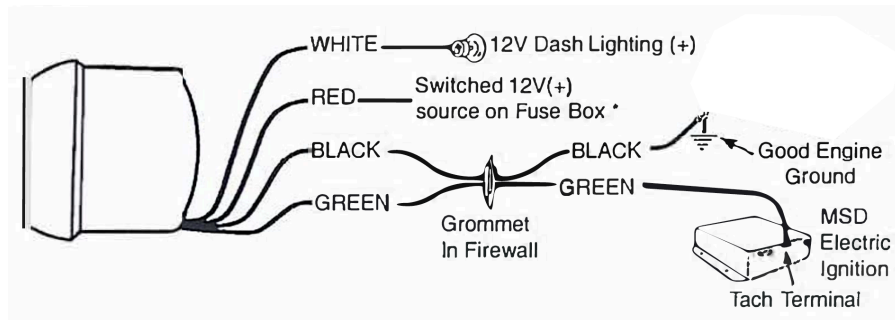 WHITE
12V Dash Lighting (+)
RED
Switched 12V(+)
source on Fuse Box *
BLACK
BLACK
Good Engine
Ground
GREEN
GREEN
Grommet
In Firewall
MSD
Electric
Ignition
Tach Terminal